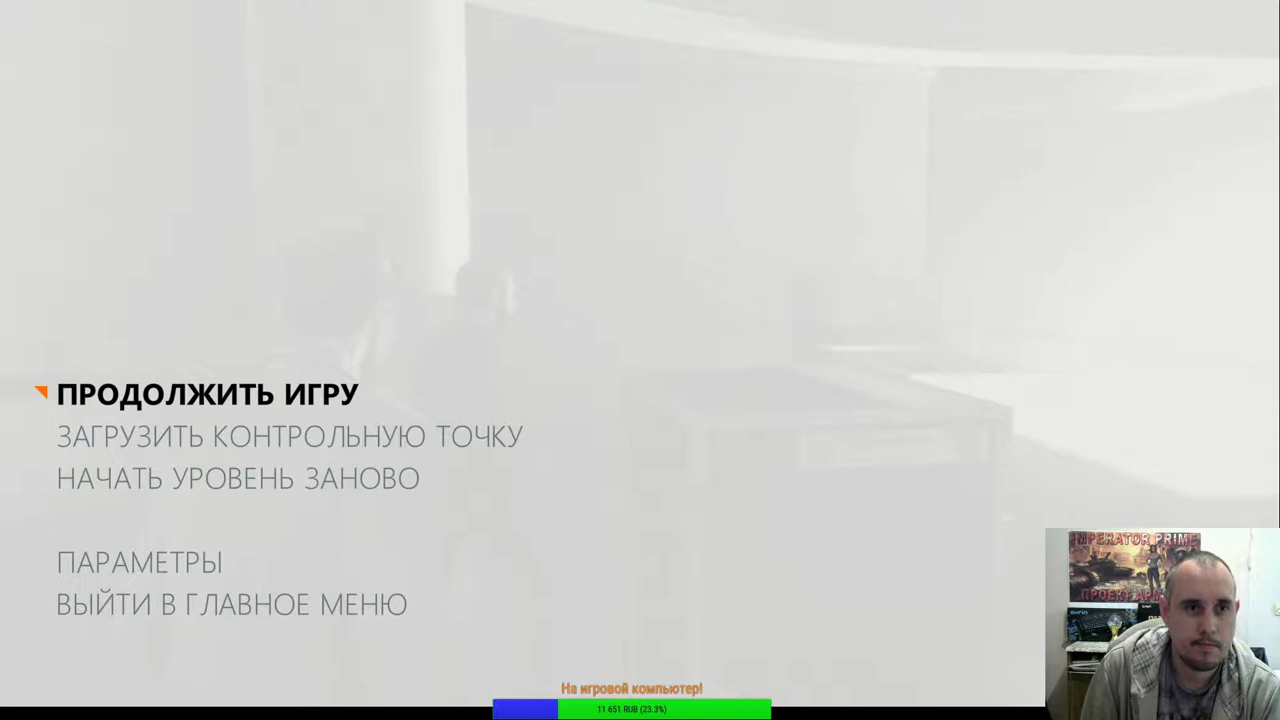 ПРОДОЛЖИТЬ ИГРУ
ЗАГРУЗИТЬ КОНТРОЛЬНУЮ ТОЧКУ
НАЧАТЬ УРОВЕНЬ ЗАНОВО
ПАРАМЕТРЫ
ВЫЙТИ В ГЛАВНОЕ МЕНЮ
IMPERATOR PRIME
ПРОЕКТ
На игровой компьютер!
11 651 RUB (23.3%)